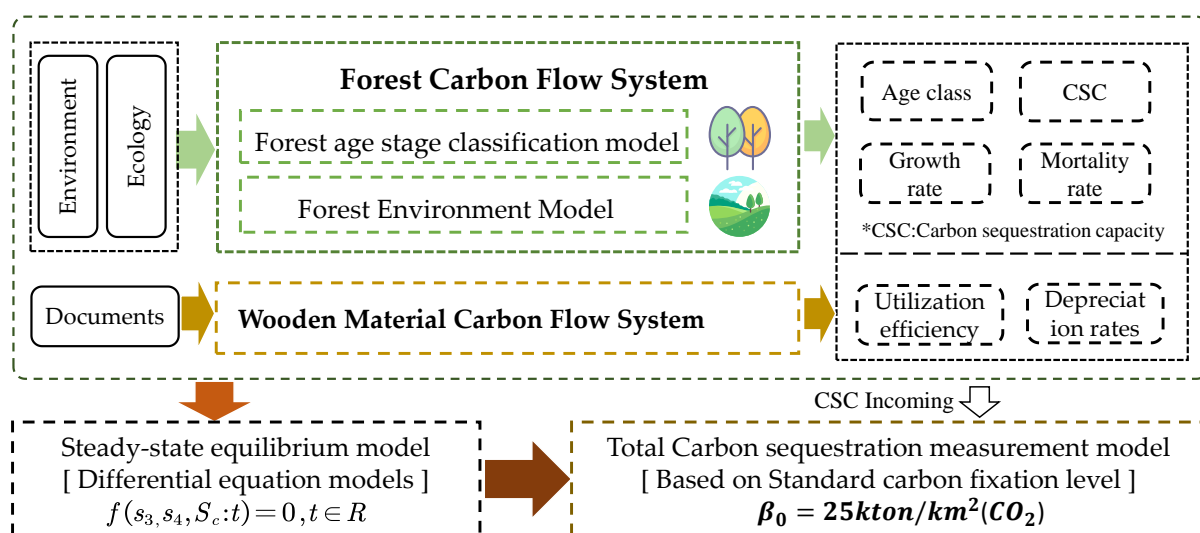 Environment
Ecology
Forest Carbon Flow System
Forest age stage classification model
Forest Environment Model
Age class
CSC
Growth
rate
Mortality
rate
*CSC:Carbon sequestration capacity
Documents
Wooden Material Carbon Flow System
Utilization
efficiency
Depreciat
ion rates
CSC Incoming
Steady-state equilibrium model
[ Differential equation models ]
f(s₃,s₄,S_c:t)=0,t∈R
Total Carbon sequestration measurement model
[ Based on Standard carbon fixation level ]
β₀ = 25kton/km²(CO₂)